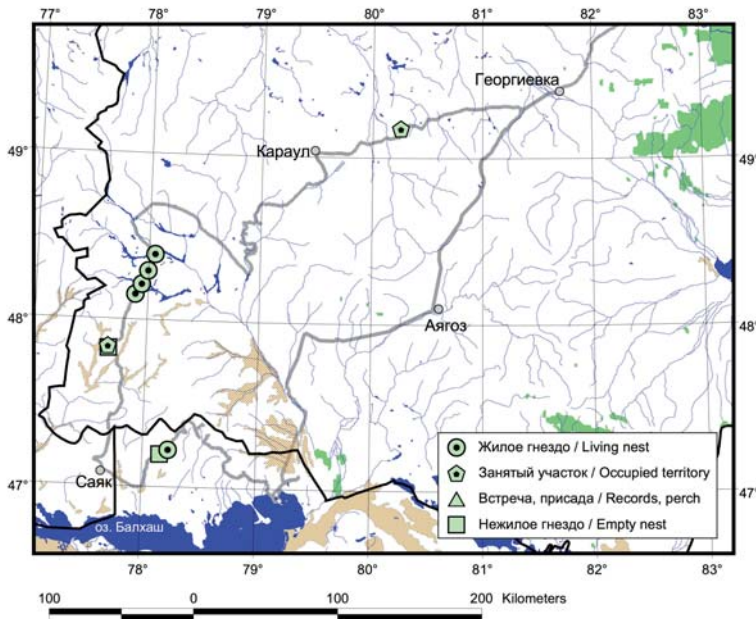 77° 78° 79° 80° 81° 82° 83°
Георгиевка
49° Караул 49°
48° Аягоз 48°
Жилое гнездо / Living nest
Занятый участок / Occupied territory
Встреча, присада / Records, perch
Нежилое гнездо / Empty nest
47° Саяк 47°
оз. Балхаш
78° 79° 80° 81° 82° 83°
100 0 100 200 Kilometers